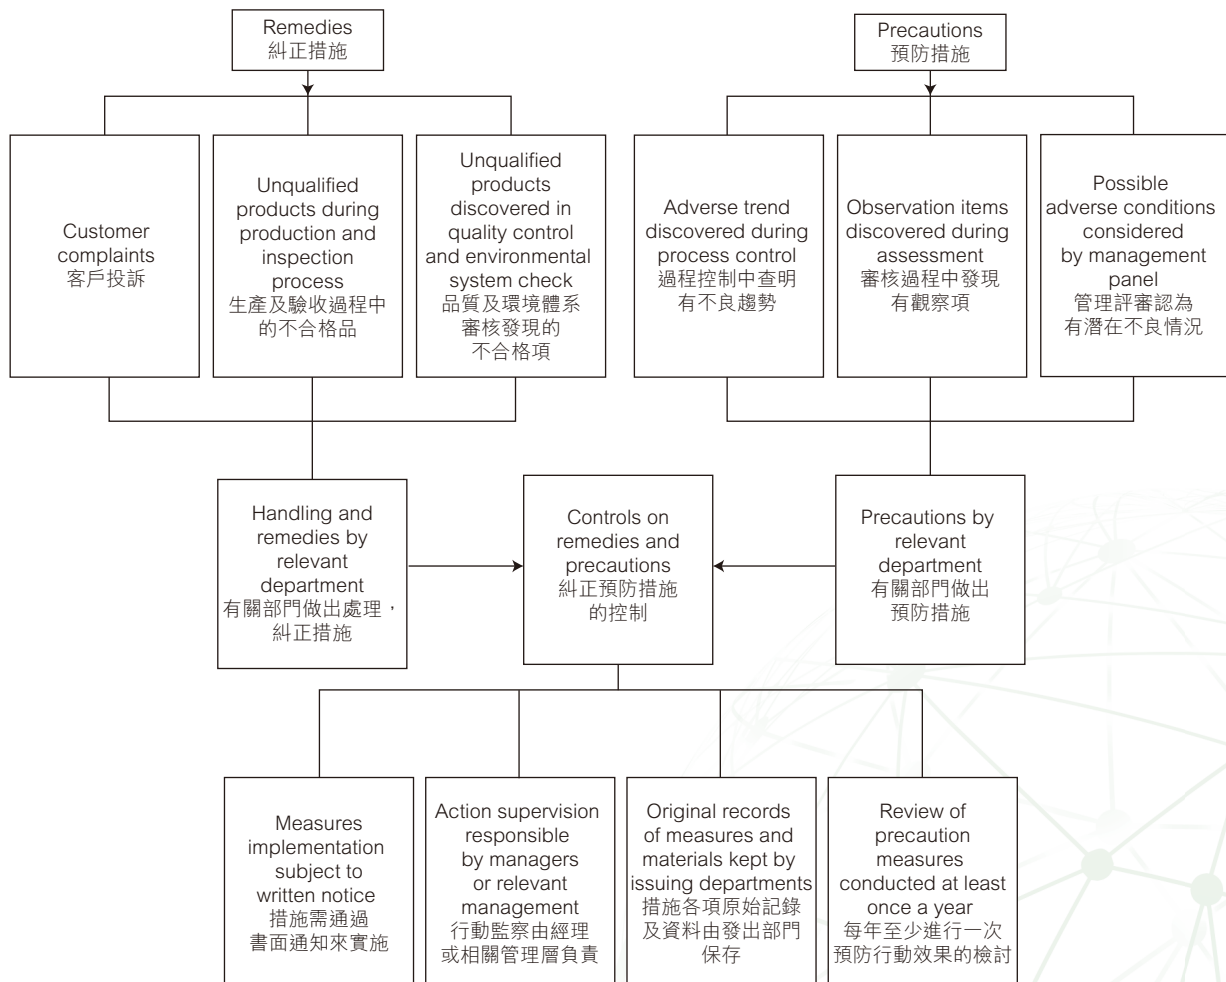 Remedies
糾正措施
Precautions
預防措施
Customer
complaints
客戶投訴
Unqualified
products during
production and
inspection
process
生產及驗收過程中
的不合格品
Unqualified
products
discovered in
quality control
and environmental
system check
品質及環境體系
審核發現的
不合格項
Adverse trend
discovered during
process control
過程控制中查明
有不良趨勢
Observation items
discovered during
assessment
審核過程中發現
有觀察項
Possible
adverse conditions
considered
by management
panel
管理評審認為
有潛在不良情況
Handling and
remedies by
relevant
department
有關部門做出處理，
糾正措施
Controls on
remedies and
precautions
糾正預防措施
的控制
Precautions by
relevant
department
有關部門做出
預防措施
Measures
implementation
subject to
written notice
措施需通過
書面通知來實施
Action supervision
responsible
by managers
or relevant
management
行動監察由經理
或相關管理層負責
Original records
of measures and
materials kept by
issuing departments
措施各項原始記錄
及資料由發出部門
保存
Review of
precaution
measures
conducted at least
once a year
每年至少進行一次
預防行動效果的檢討